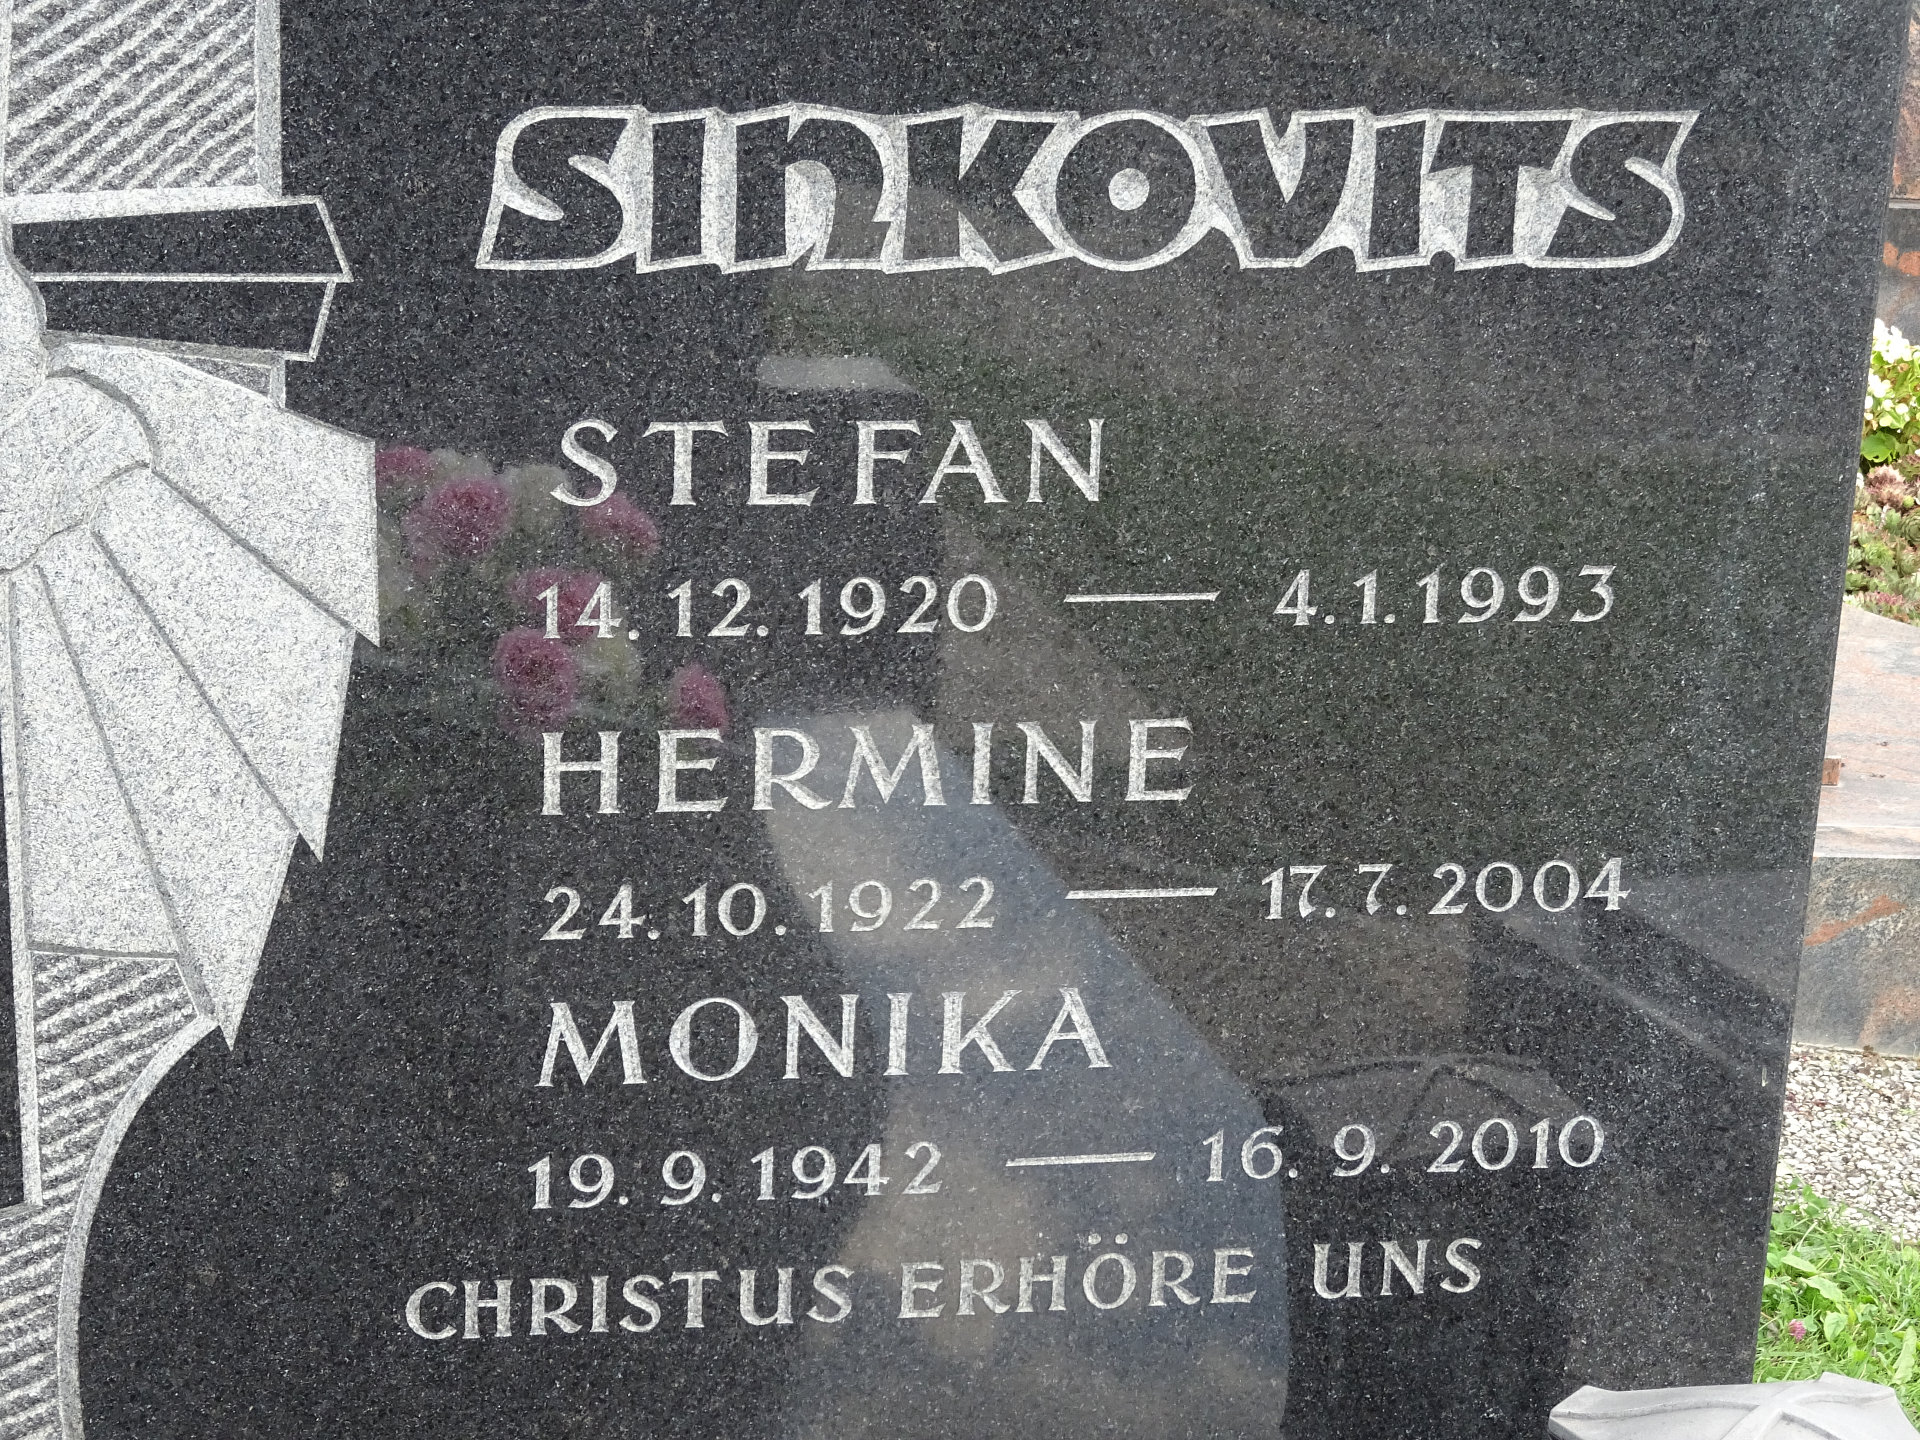 SINKOVITS
STEFAN
14.12.1920 — 4.1.1993
HERMINE
24.10.1922 — 17.7.2004
MONIKA
19.9.1942 — 16.9.2010
CHRISTUS ERHÖRE UNS